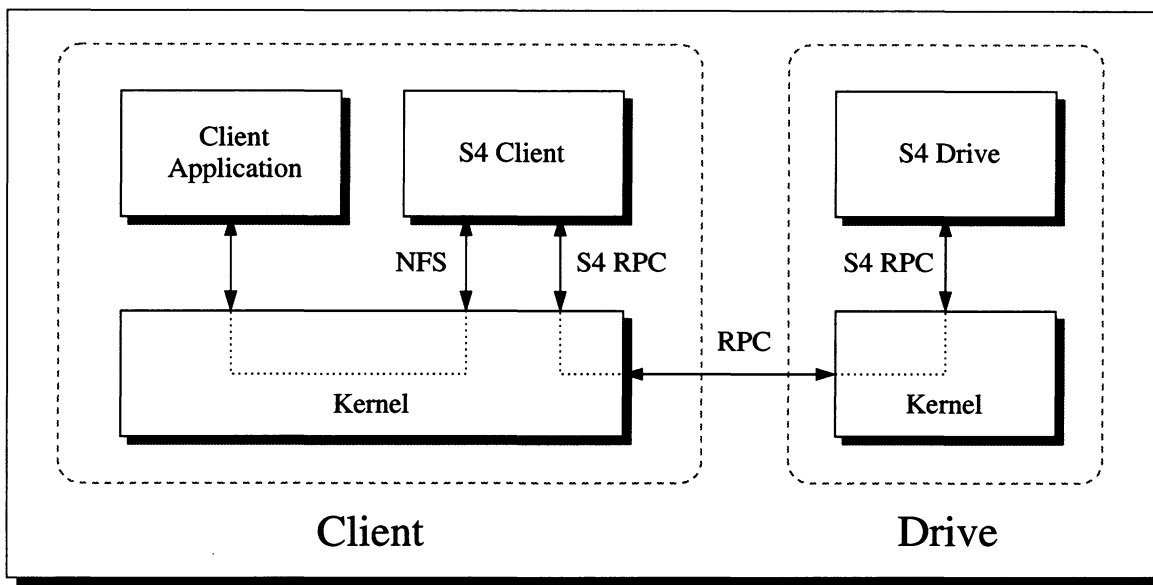 Client
Application
S4 Client
S4 Drive
NFS
S4 RPC
S4 RPC
RPC
Kernel
Kernel
Client
Drive